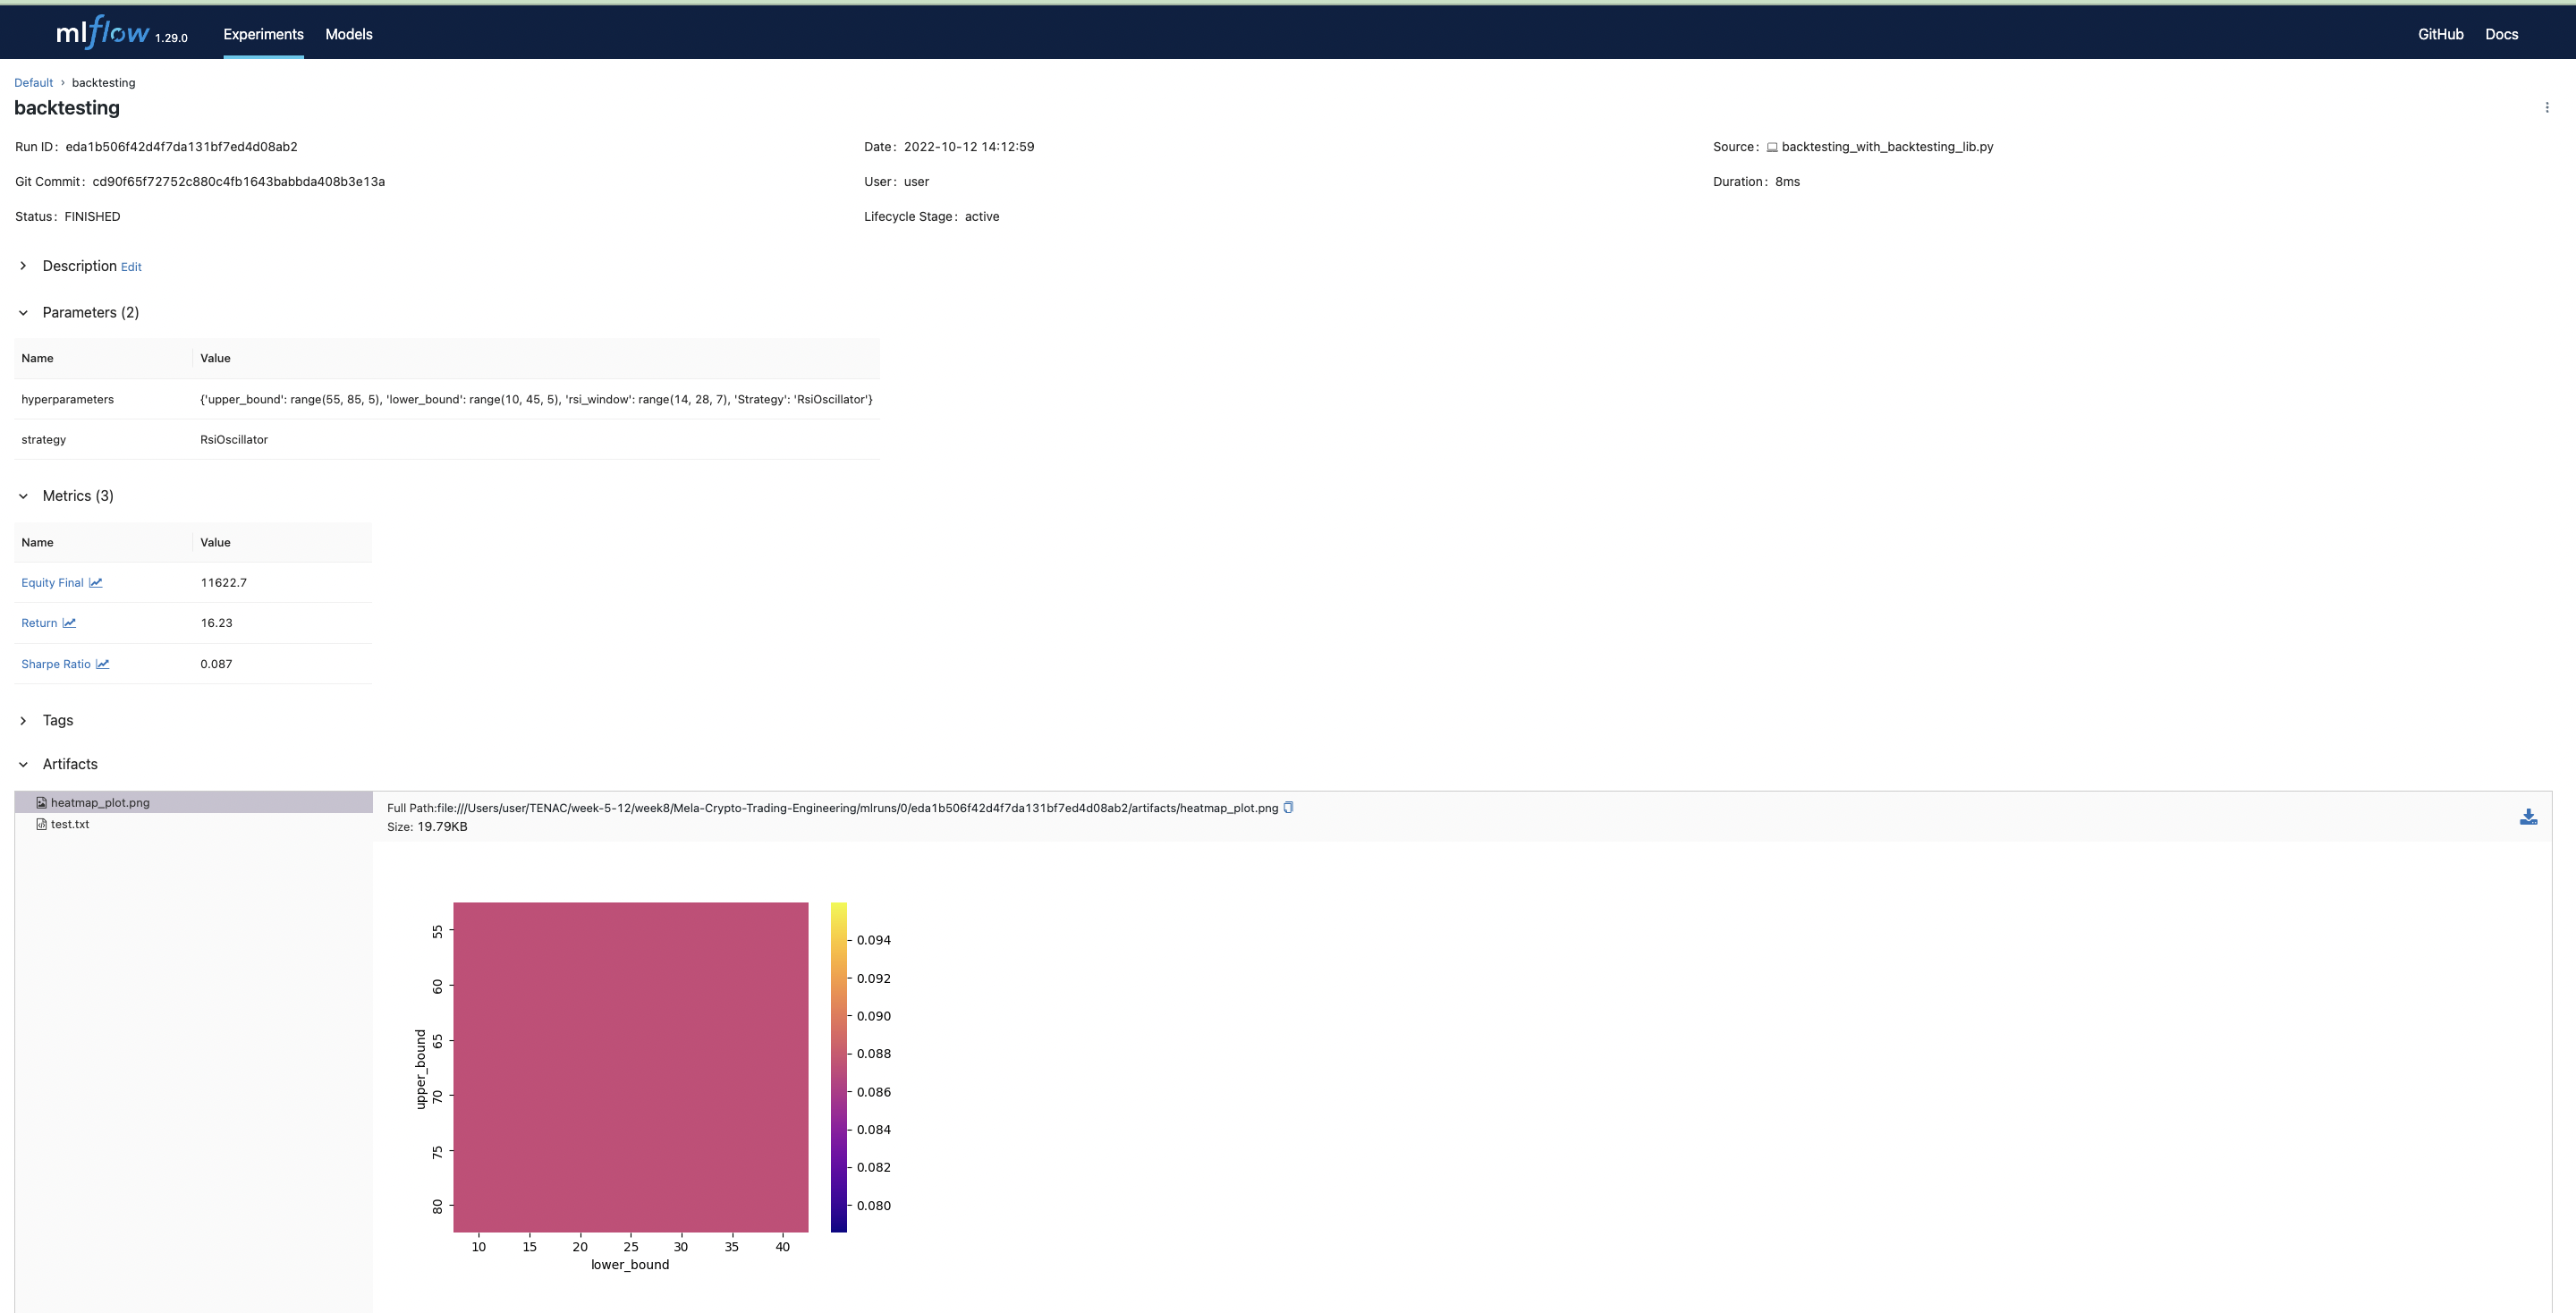 mlflow 1.29.0 Experiments Models GitHub Docs
Default › backtesting
backtesting
Run ID: eda1b506f42d4f7da131bf7ed4d08ab2 Date: 2022-10-12 14:12:59 Source: backtesting_with_backtesting_lib.py
Git Commit: cd90f65f72752c880c4fb1643babbda408b3e13a User: user Duration: 8ms
Status: FINISHED Lifecycle Stage: active
Description Edit
Parameters (2)
Name Value
hyperparameters {'upper_bound': range(55, 85, 5), 'lower_bound': range(10, 45, 5), 'rsi_window': range(14, 28, 7), 'Strategy': 'RsiOscillator'}
strategy RsiOscillator
Metrics (3)
Name Value
Equity Final 11622.7
Return 16.23
Sharpe Ratio 0.087
Tags
Artifacts
heatmap_plot.png
test.txt
Full Path:file:///Users/user/TENAC/week-5-12/week8/Mela-Crypto-Trading-Engineering/mlruns/0/eda1b506f42d4f7da131bf7ed4d08ab2/artifacts/heatmap_plot.png
Size: 19.79KB
upper_bound
55
60
65
70
75
80
10 15 20 25 30 35 40
lower_bound
0.094
0.092
0.090
0.088
0.086
0.084
0.082
0.080